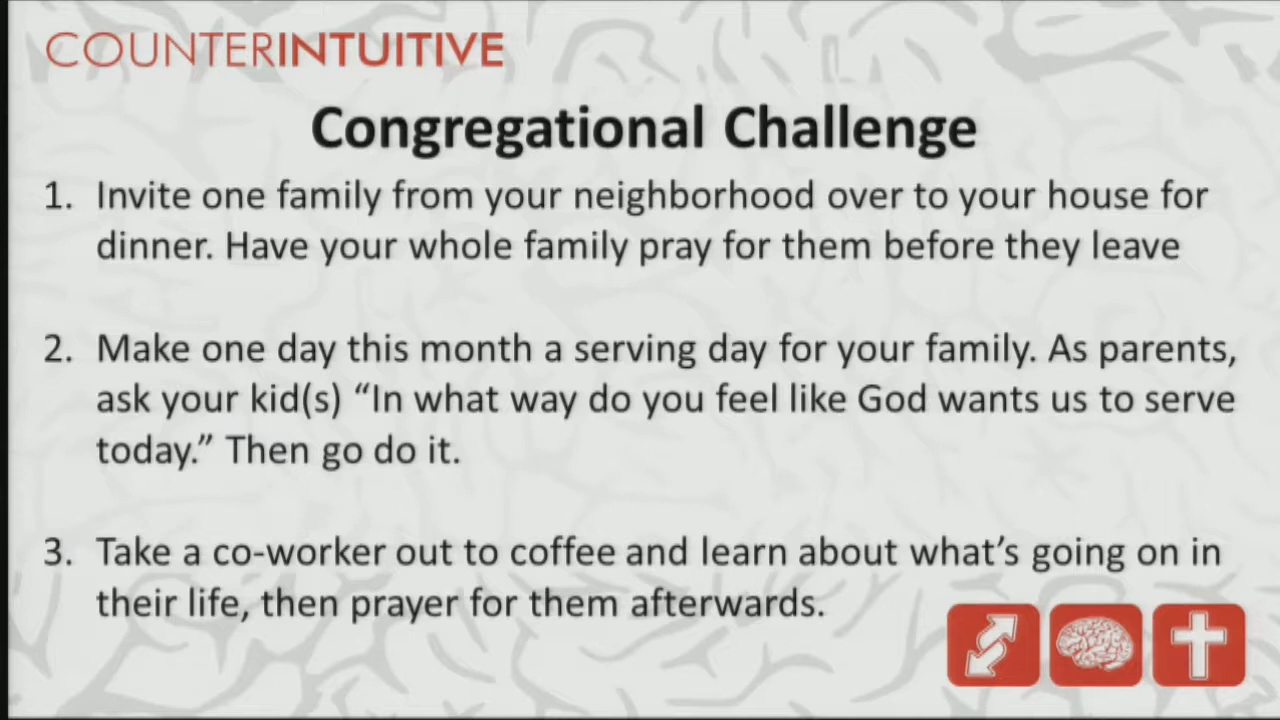 COUNTERINTUITIVE
Congregational Challenge
1. Invite one family from your neighborhood over to your house for
dinner. Have your whole family pray for them before they leave
2. Make one day this month a serving day for your family. As parents,
ask your kid(s) “In what way do you feel like God wants us to serve
today.” Then go do it.
3. Take a co-worker out to coffee and learn about what’s going on in
their life, then prayer for them afterwards.